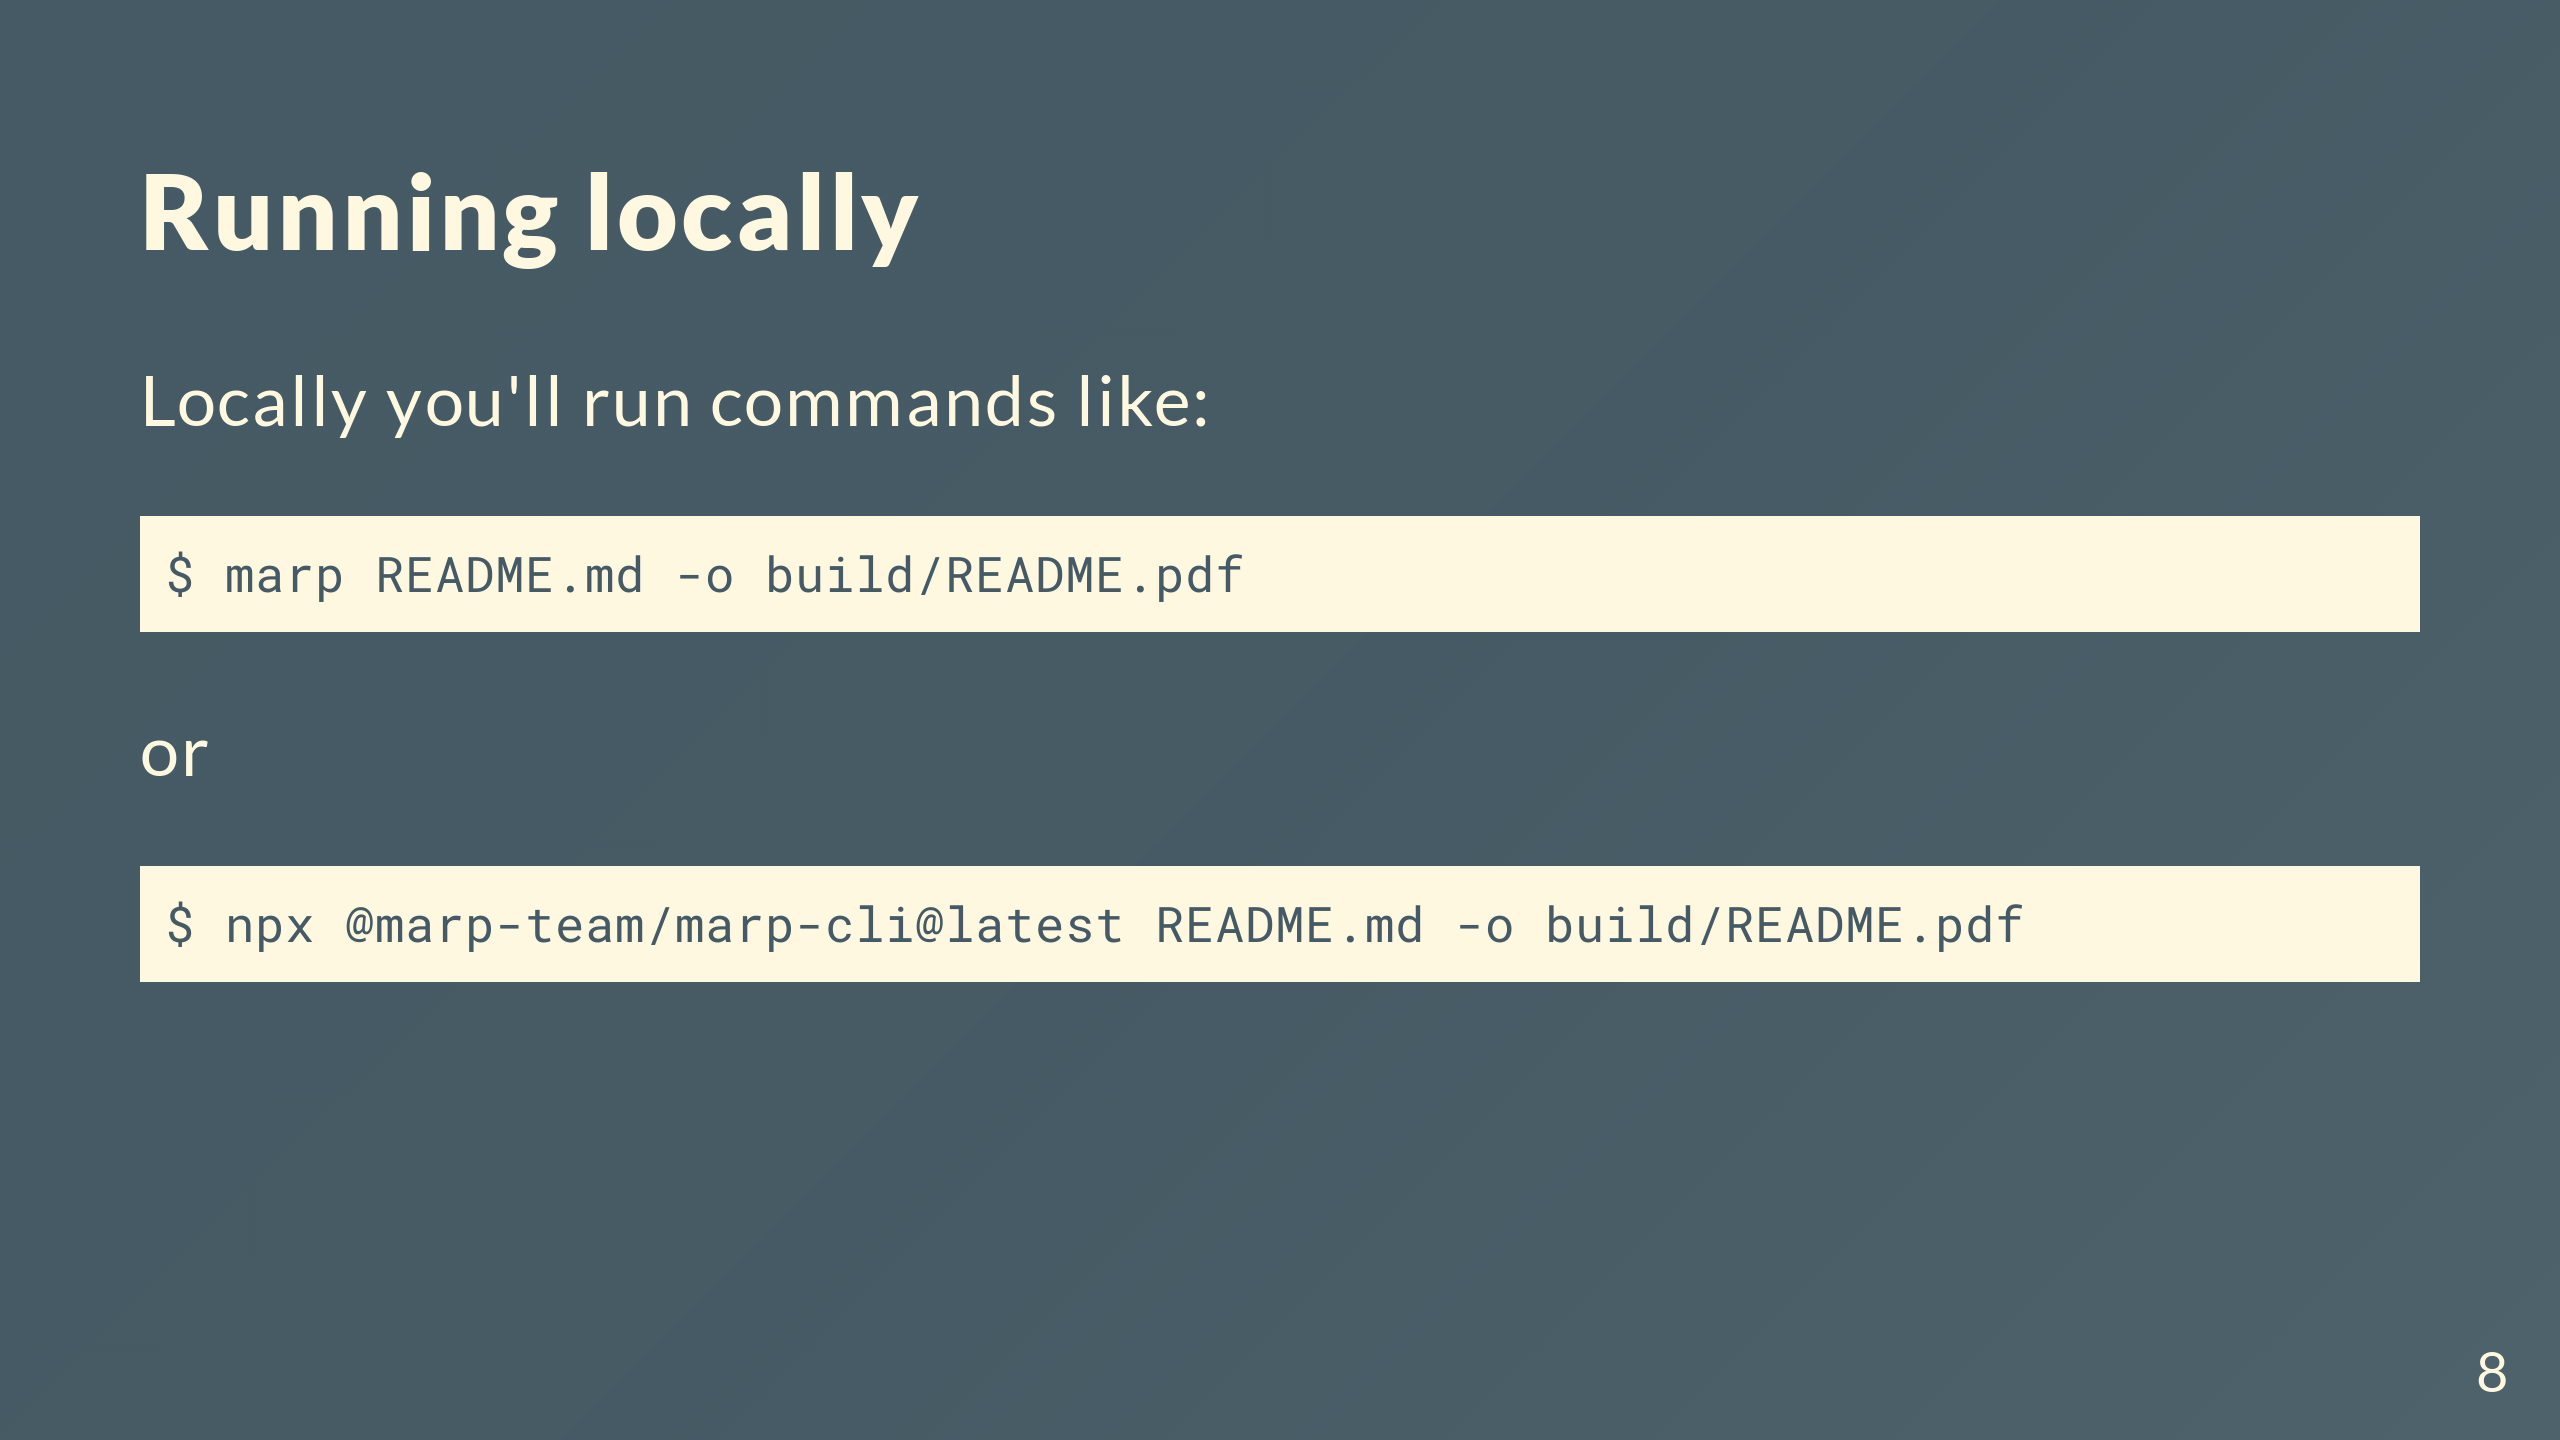 Running locally
Locally you'll run commands like:
$ marp README.md -o build/README.pdf
or
$ npx @marp-team/marp-cli@latest README.md -o build/README.pdf
8